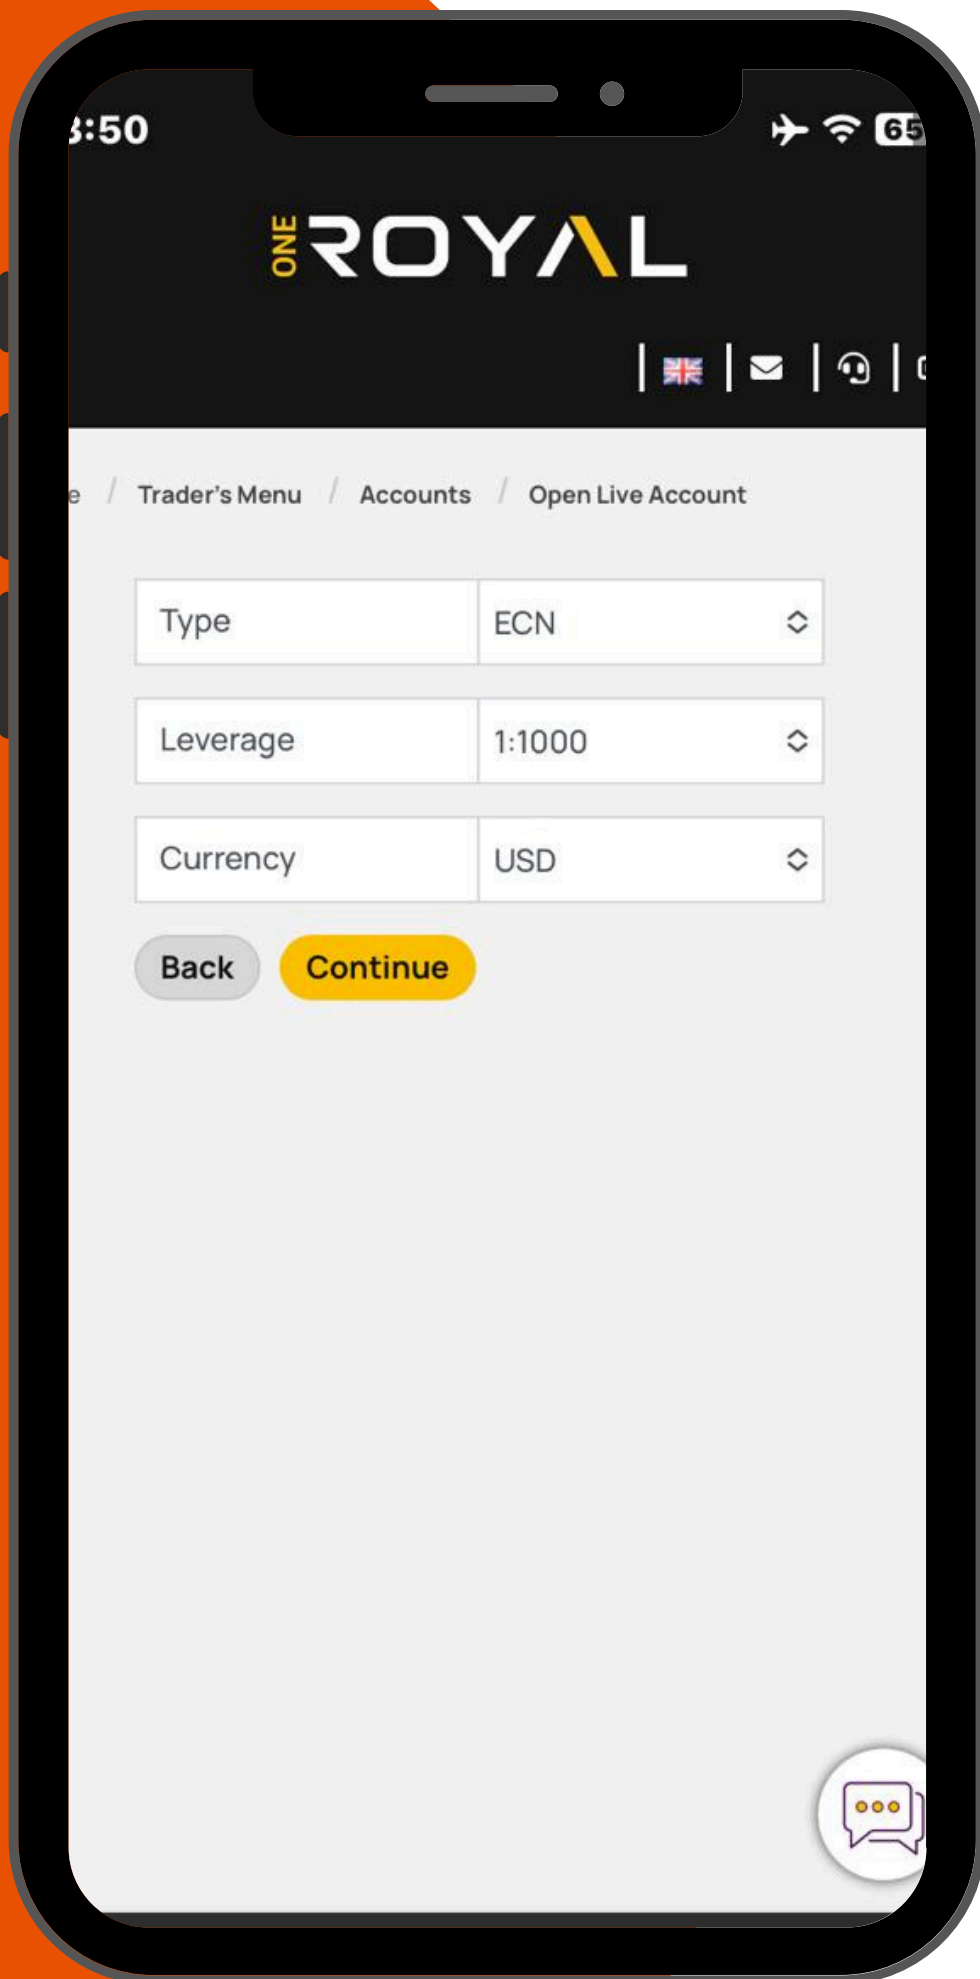 :50
65
ONE ROYAL
e / Trader's Menu / Accounts / Open Live Account
Type ECN
Leverage 1:1000
Currency USD
Back Continue